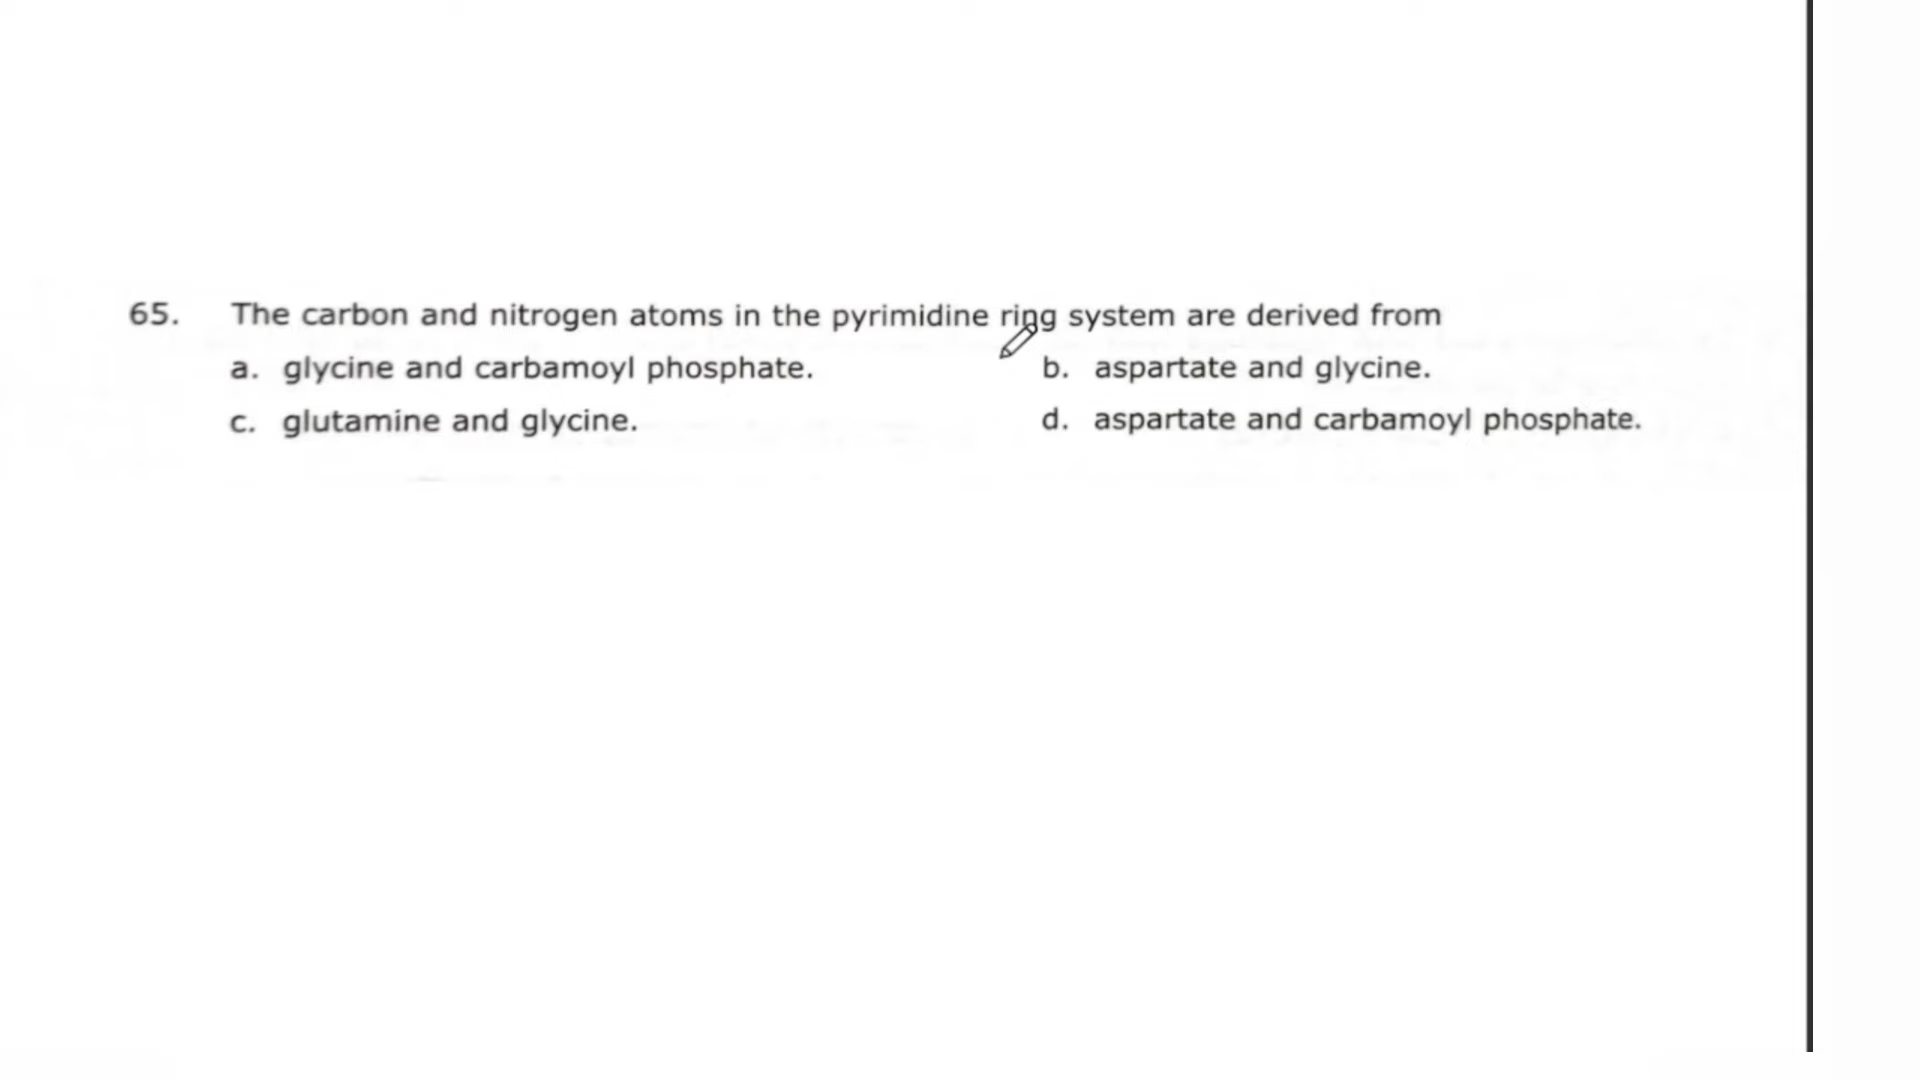 65. The carbon and nitrogen atoms in the pyrimidine ring system are derived from
a. glycine and carbamoyl phosphate. b. aspartate and glycine.
c. glutamine and glycine. d. aspartate and carbamoyl phosphate.